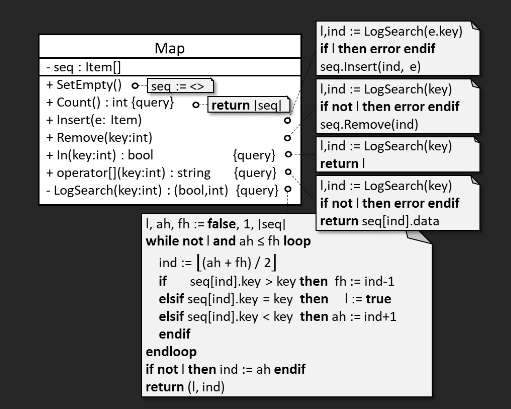 Map
- seq : Item[]
+ SetEmpty()
seq := <>
+ Count() : int {query}
return |seq|
+ Insert(e: Item)
+ Remove(key:int)
+ In(key:int) : bool {query}
+ operator[](key:int) : string {query}
- LogSearch(key:int) : (bool,int) {query}
l,ind := LogSearch(e.key)
if l then error endif
seq.Insert(ind, e)
l,ind := LogSearch(key)
if not l then error endif
seq.Remove(ind)
l,ind := LogSearch(key)
return l
l,ind := LogSearch(key)
if not l then error endif
return seq[ind].data
l, ah, fh := false, 1, |seq|
while not l and ah ≤ fh loop
ind := ⌊(ah + fh) / 2⌋
if seq[ind].key > key then fh := ind-1
elsif seq[ind].key = key then l := true
elsif seq[ind].key < key then ah := ind+1
endif
endloop
if not l then ind := ah endif
return (l, ind)